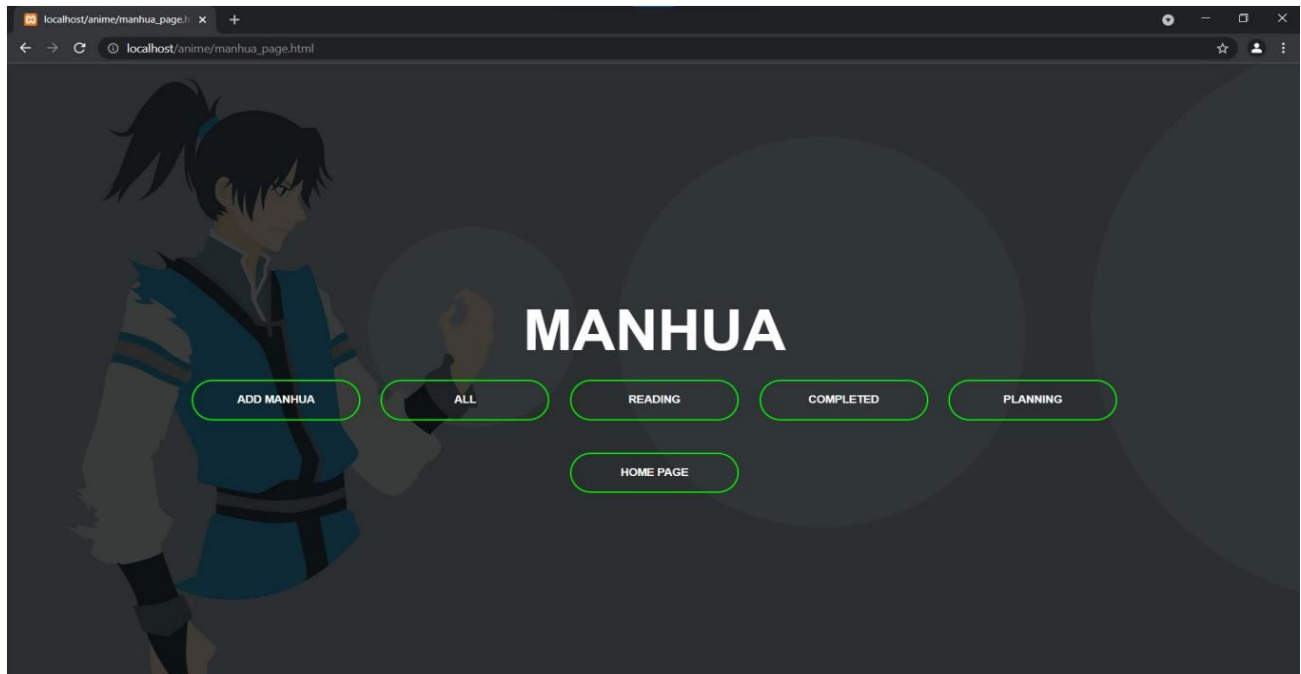 localhost/anime/manhua_page.h
localhost/anime/manhua_page.html
MANHUA
ADD MANHUA
ALL
READING
COMPLETED
PLANNING
HOME PAGE